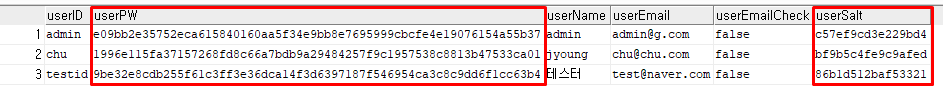 userID userPW userName userEmail userEmailCheck userSalt
1 admin e09bb2e35752eca615840160aa5f34e9bb8e7695999cbcfe4e19076154a55b37 admin admin@g.com false c57ef9cd3e229bd4
2 chu 1996e115fa37157268fd8c66a7bdb9a29484257f9c1957538c8813b47533ca01 jyoung chu@chu.com false bf9b5c4fe9c9afed
3 testid 9be32e8cdb255f61c3ff3e36dca14f3d6397187f546954ca3c8c9dd6f1cc63b4 테스터 test@naver.com false 86b1d512baf53321